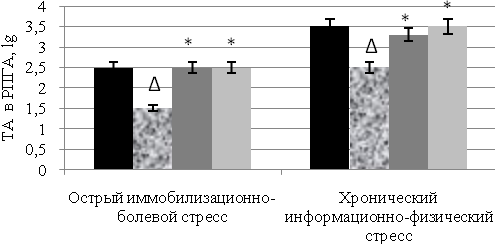 ТА в РПГА, lg
4
3,5
3
2,5
2
1,5
1
0,5
0
Δ
*
*
Δ
*
*
Острый иммобилизационно-
болевой стресс
Хронический
информационно-физический
стресс